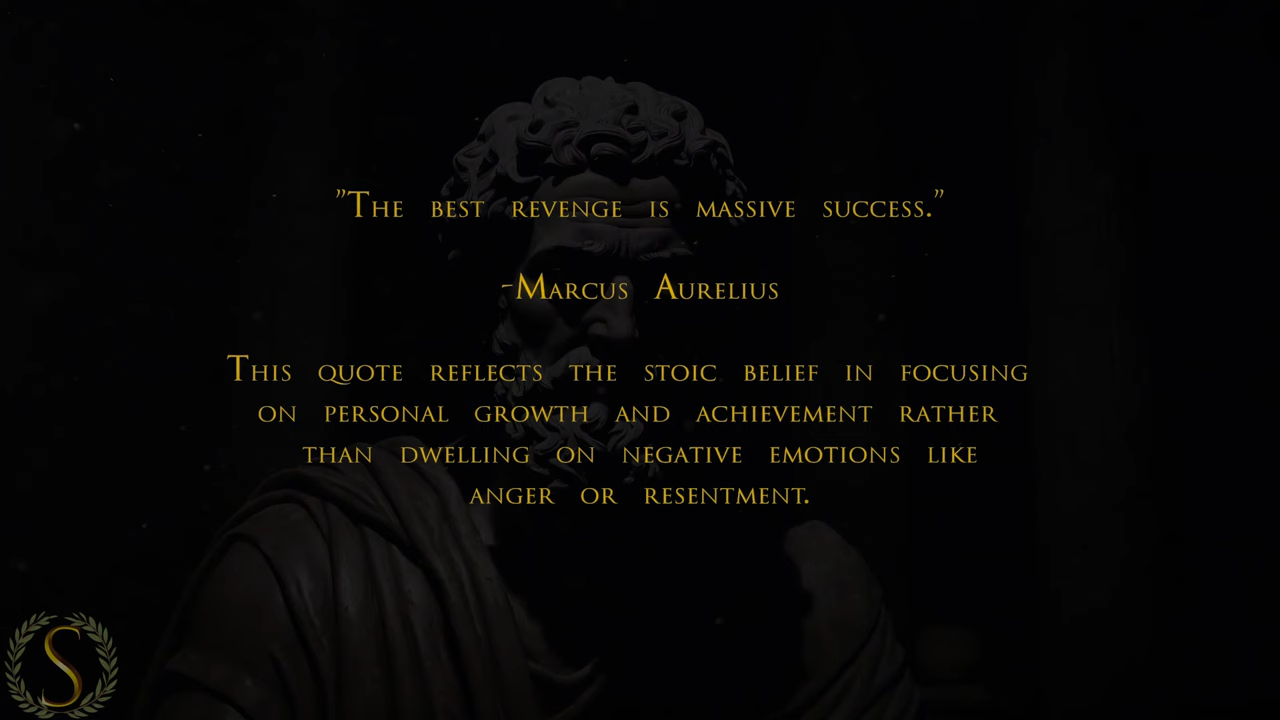 ”The best revenge is massive success.”
-Marcus Aurelius
This quote reflects the stoic belief in focusing
on personal growth and achievement rather
than dwelling on negative emotions like
anger or resentment.
S